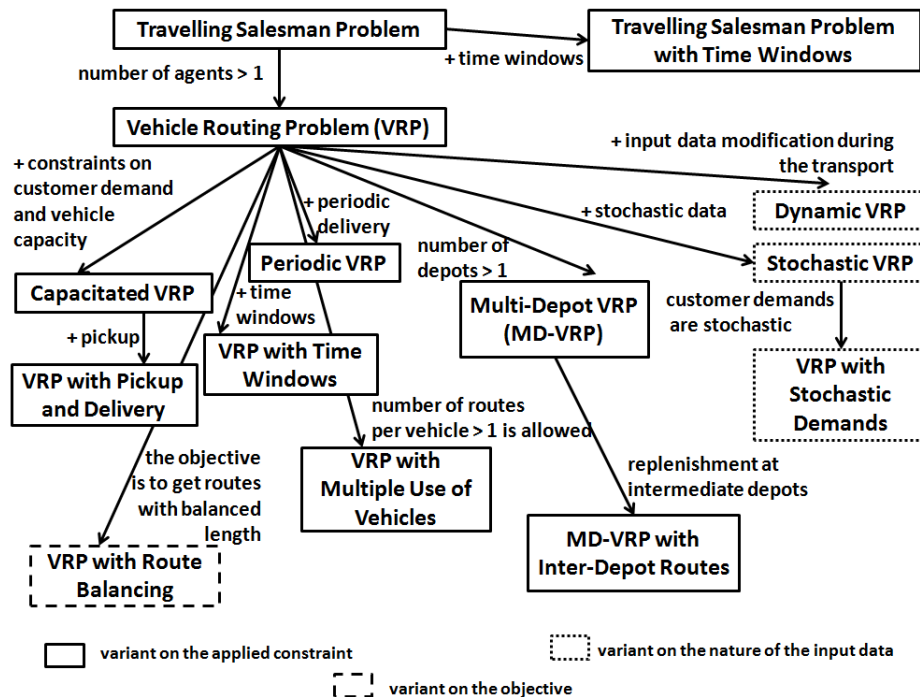 Travelling Salesman Problem
+ time windows
Travelling Salesman Problem
with Time Windows
number of agents > 1
Vehicle Routing Problem (VRP)
+ constraints on
customer demand
and vehicle
capacity
+ periodic
delivery
number of
depots > 1
+ stochastic data
+ input data modification during
the transport
Dynamic VRP
Capacitated VRP
Periodic VRP
Stochastic VRP
+ pickup
+ time
windows
Multi-Depot VRP
(MD-VRP)
customer demands
are stochastic
VRP with Pickup
and Delivery
VRP with Time
Windows
VRP with
Stochastic
Demands
number of routes
per vehicle > 1 is allowed
the objective
is to get routes
with balanced
length
VRP with
Multiple Use of
Vehicles
replenishment at
intermediate depots
VRP with Route
Balancing
MD-VRP with
Inter-Depot Routes
variant on the applied constraint
variant on the nature of the input data
variant on the objective